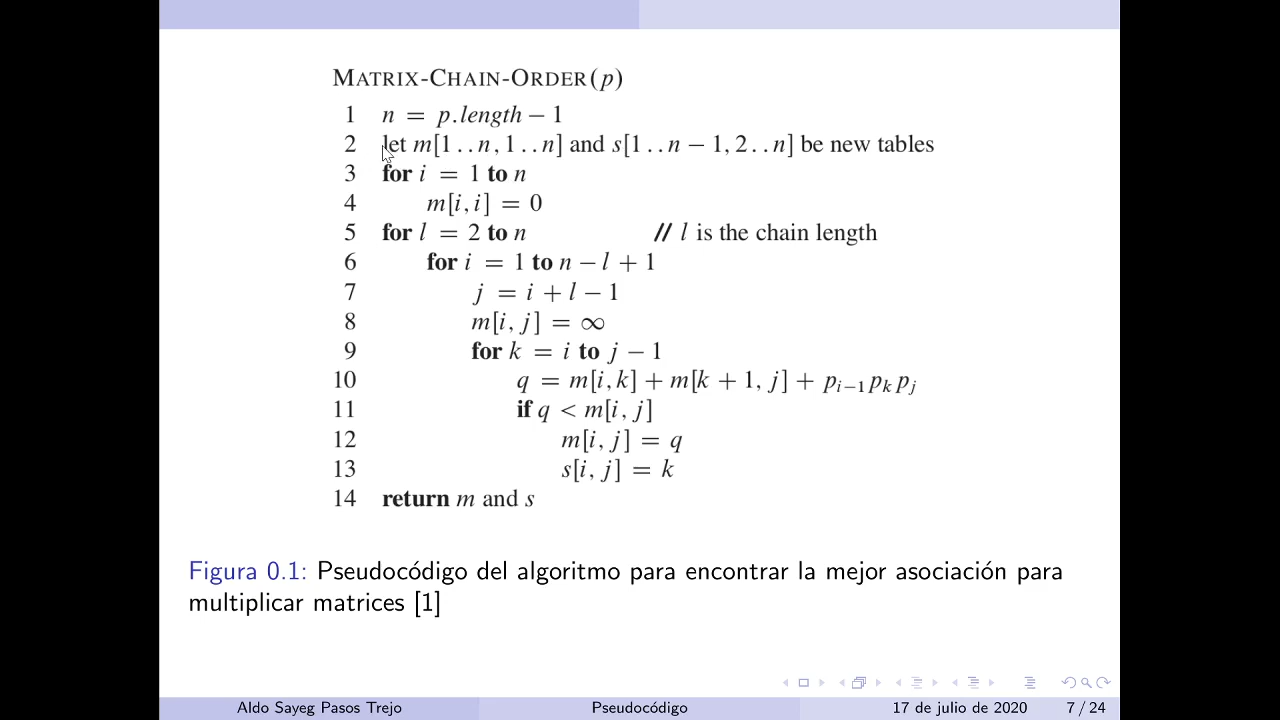 MATRIX-CHAIN-ORDER(p)
1 n = p.length − 1
2 let m[1 . . n, 1 . . n] and s[1 . . n − 1, 2 . . n] be new tables
3 for i = 1 to n
4 m[i, i] = 0
5 for l = 2 to n // l is the chain length
6 for i = 1 to n − l + 1
7 j = i + l − 1
8 m[i, j] = ∞
9 for k = i to j − 1
10 q = m[i, k] + m[k + 1, j] + pᵢ₋₁pₖpⱼ
11 if q < m[i, j]
12 m[i, j] = q
13 s[i, j] = k
14 return m and s
Figura 0.1: Pseudocódigo del algoritmo para encontrar la mejor asociación para
multiplicar matrices [1]
Aldo Sayeg Pasos Trejo Pseudocódigo 17 de julio de 2020 7 / 24